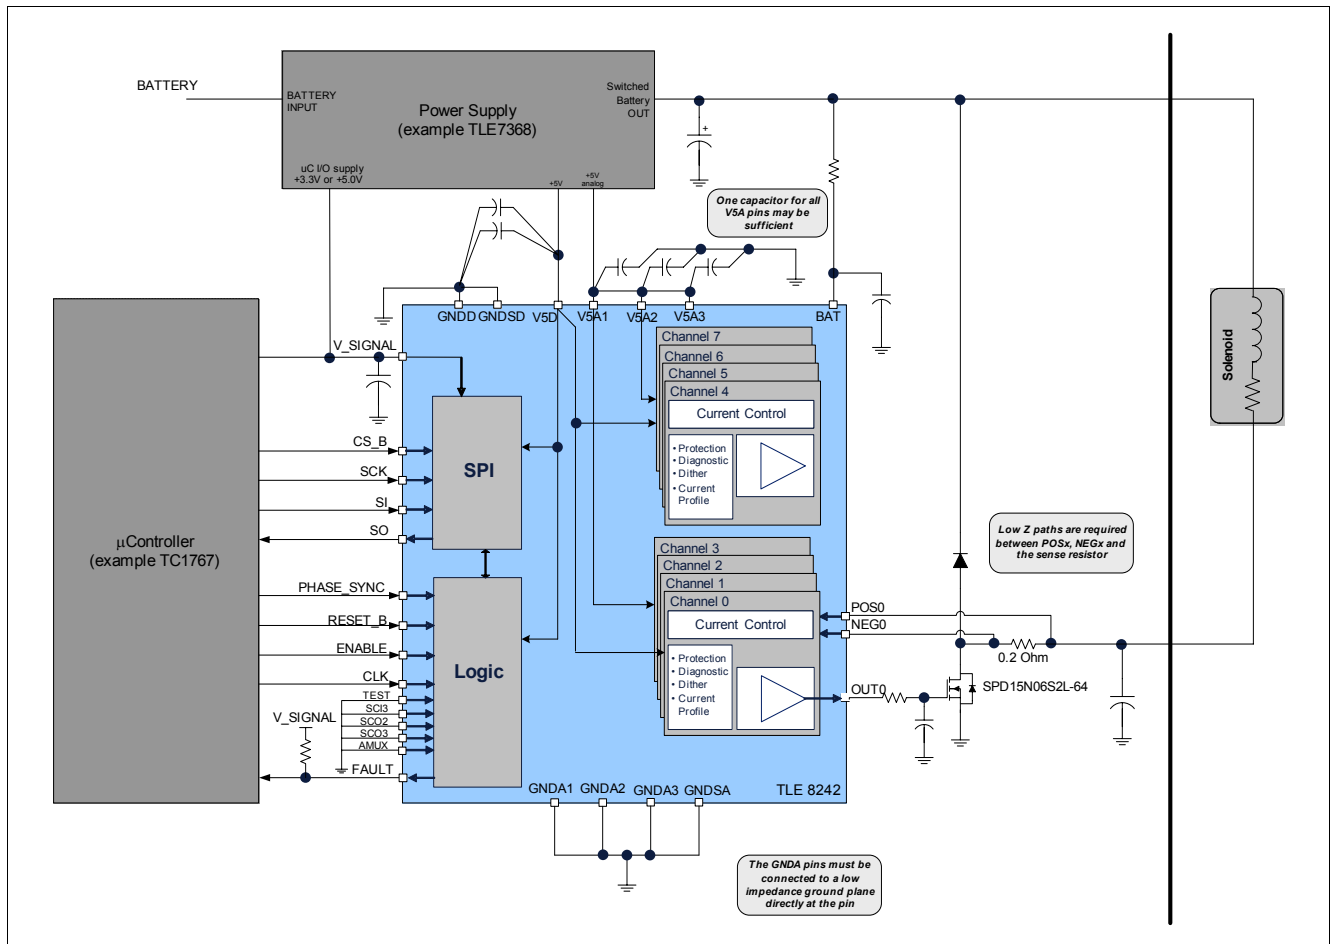 BATTERY
BATTERY
INPUT
Power Supply
(example TLE7368)
Switched
Battery
OUT
uC I/O supply
+3.3V or +5.0V
+5V
+5V
analog
+
One capacitor for all
V5A pins may be
sufficient
GNDD
GNDSD
V5D
V5A1
V5A2
V5A3
BAT
V_SIGNAL
CS_B
SCK
SI
SO
SPI
µController
(example TC1767)
PHASE_SYNC
RESET_B
ENABLE
CLK
TEST
SCI3
SCO2
SCO3
AMUX
FAULT
V_SIGNAL
Logic
Channel 7
Channel 6
Channel 5
Channel 4
Current Control
• Protection
• Diagnostic
• Dither
• Current
Profile
Channel 3
Channel 2
Channel 1
Channel 0
Current Control
• Protection
• Diagnostic
• Dither
• Current
Profile
POS0
NEG0
OUT0
0.2 Ohm
SPD15N06S2L-64
Low Z paths are required
between POSx, NEGx and
the sense resistor
Solenoid
GNDA1
GNDA2
GNDA3
GNDSA
TLE 8242
The GNDA pins must be
connected to a low
impedance ground plane
directly at the pin